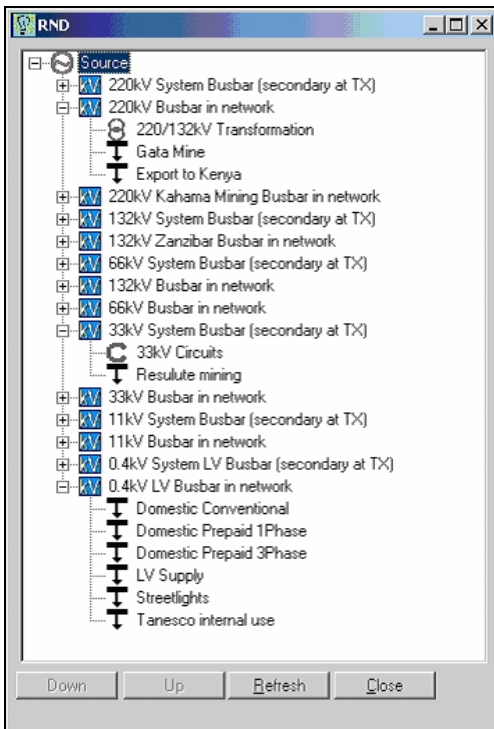 RND
Source
220kV System Busbar (secondary at TX)
220kV Busbar in network
220/132kV Transformation
Gata Mine
Export to Kenya
220kV Kahama Mining Busbar in network
132kV System Busbar (secondary at TX)
132kV Zanzibar Busbar in network
66kV System Busbar (secondary at TX)
132kV Busbar in network
66kV Busbar in network
33kV System Busbar (secondary at TX)
33kV Circuits
Resulute mining
33kV Busbar in network
11kV System Busbar (secondary at TX)
11kV Busbar in network
0.4kV System LV Busbar (secondary at TX)
0.4kV LV Busbar in network
Domestic Conventional
Domestic Prepaid 1Phase
Domestic Prepaid 3Phase
LV Supply
Streetlights
Tanesco internal use
Down Up Refresh Close